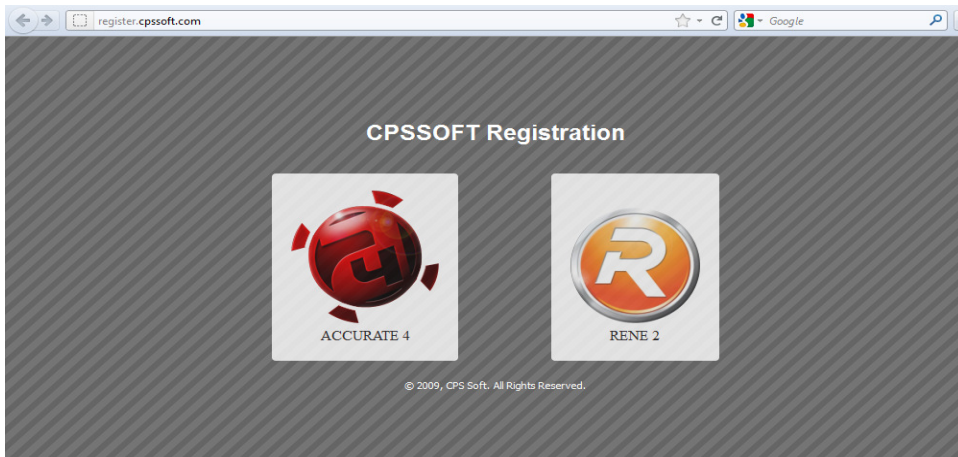 register.cpssoft.com
Google
CPSSOFT Registration
ACCURATE 4
RENE 2
© 2009, CPS Soft. All Rights Reserved.